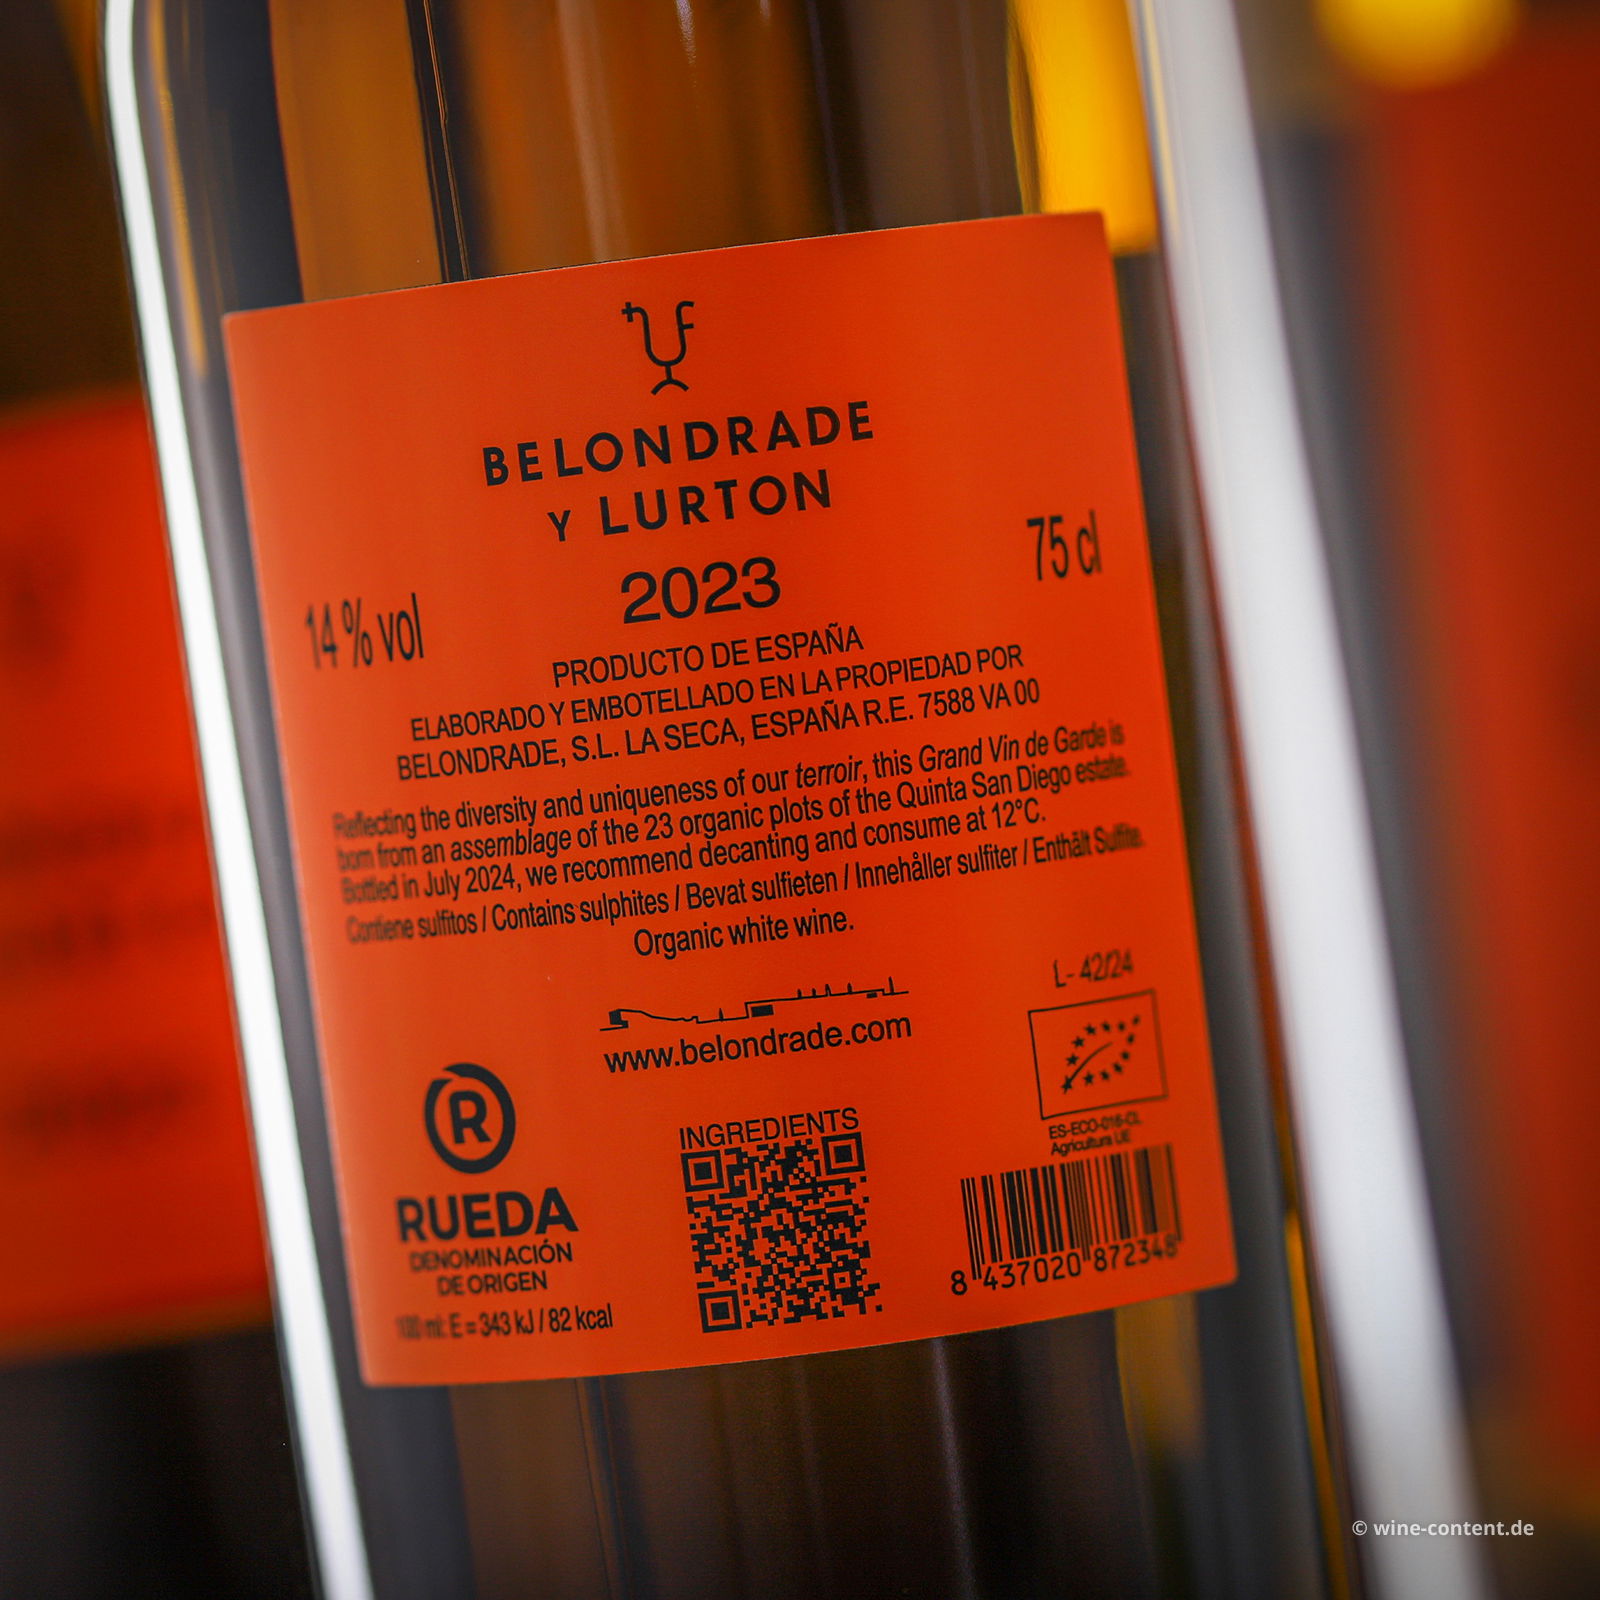 BELONDRADE
Y LURTON
2023
14 % vol
75 cl
PRODUCTO DE ESPAÑA
ELABORADO Y EMBOTELLADO EN LA PROPIEDAD POR
BELONDRADE, S.L. LA SECA, ESPAÑA R.E. 7588 VA 00
Reflecting the diversity and uniqueness of our terroir, this Grand Vin de Garde is
born from an assemblage of the 23 organic plots of the Quinta San Diego estate.
Bottled in July 2024, we recommend decanting and consume at 12°C.
Contiene sulfitos / Contains sulphites / Bevat sulfieten / Innehåller sulfiter / Enthält Sulfite.
Organic white wine.
L- 42/24
www.belondrade.com
ES-ECO-016-CL
Agricultura UE
R
RUEDA
DENOMINACIÓN
DE ORIGEN
100 ml: E = 343 kJ / 82 kcal
INGREDIENTS
8 437020 872348
© wine-content.de